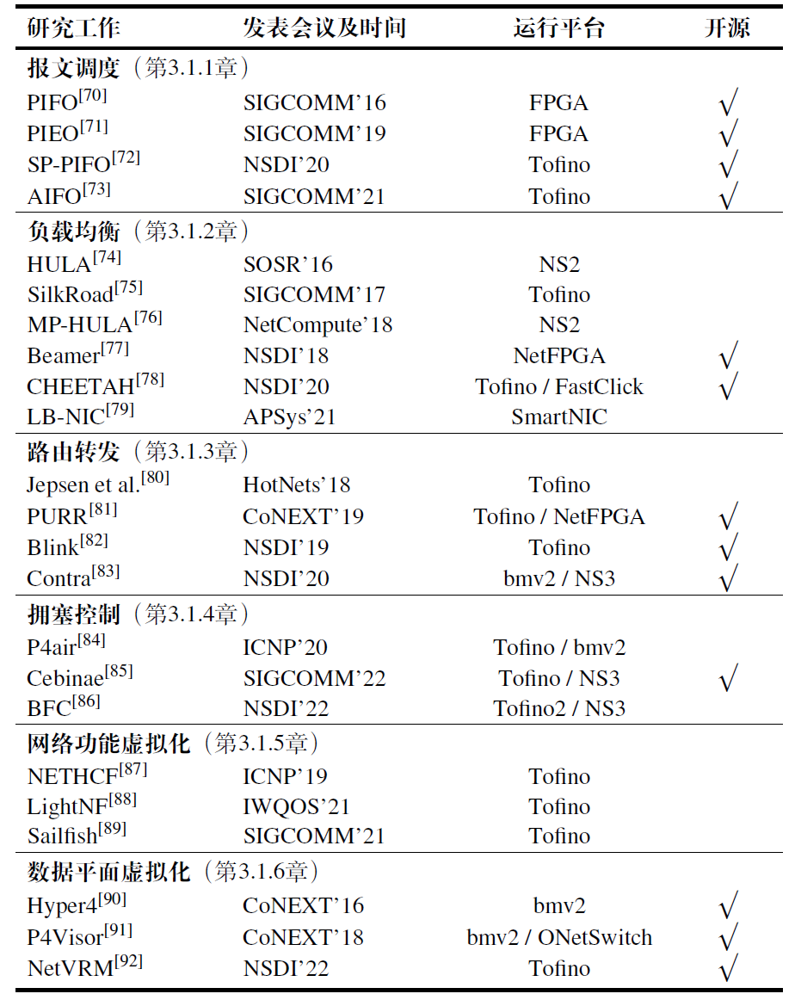 研究工作 发表会议及时间 运行平台 开源
报文调度（第3.1.1章）
PIFO[70] SIGCOMM’16 FPGA √
PIEO[71] SIGCOMM’19 FPGA √
SP-PIFO[72] NSDI’20 Tofino √
AIFO[73] SIGCOMM’21 Tofino √
负载均衡（第3.1.2章）
HULA[74] SOSR’16 NS2
SilkRoad[75] SIGCOMM’17 Tofino
MP-HULA[76] NetCompute’18 NS2
Beamer[77] NSDI’18 NetFPGA √
CHEETAH[78] NSDI’20 Tofino / FastClick √
LB-NIC[79] APSys’21 SmartNIC
路由转发（第3.1.3章）
Jepsen et al.[80] HotNets’18 Tofino
PURR[81] CoNEXT’19 Tofino / NetFPGA √
Blink[82] NSDI’19 Tofino √
Contra[83] NSDI’20 bmv2 / NS3 √
拥塞控制（第3.1.4章）
P4air[84] ICNP’20 Tofino / bmv2
Cebinae[85] SIGCOMM’22 Tofino / NS3 √
BFC[86] NSDI’22 Tofino2 / NS3
网络功能虚拟化（第3.1.5章）
NETHCF[87] ICNP’19 Tofino
LightNF[88] IWQOS’21 Tofino
Sailfish[89] SIGCOMM’21 Tofino
数据平面虚拟化（第3.1.6章）
Hyper4[90] CoNEXT’16 bmv2 √
P4Visor[91] CoNEXT’18 bmv2 / ONetSwitch √
NetVRM[92] NSDI’22 Tofino √